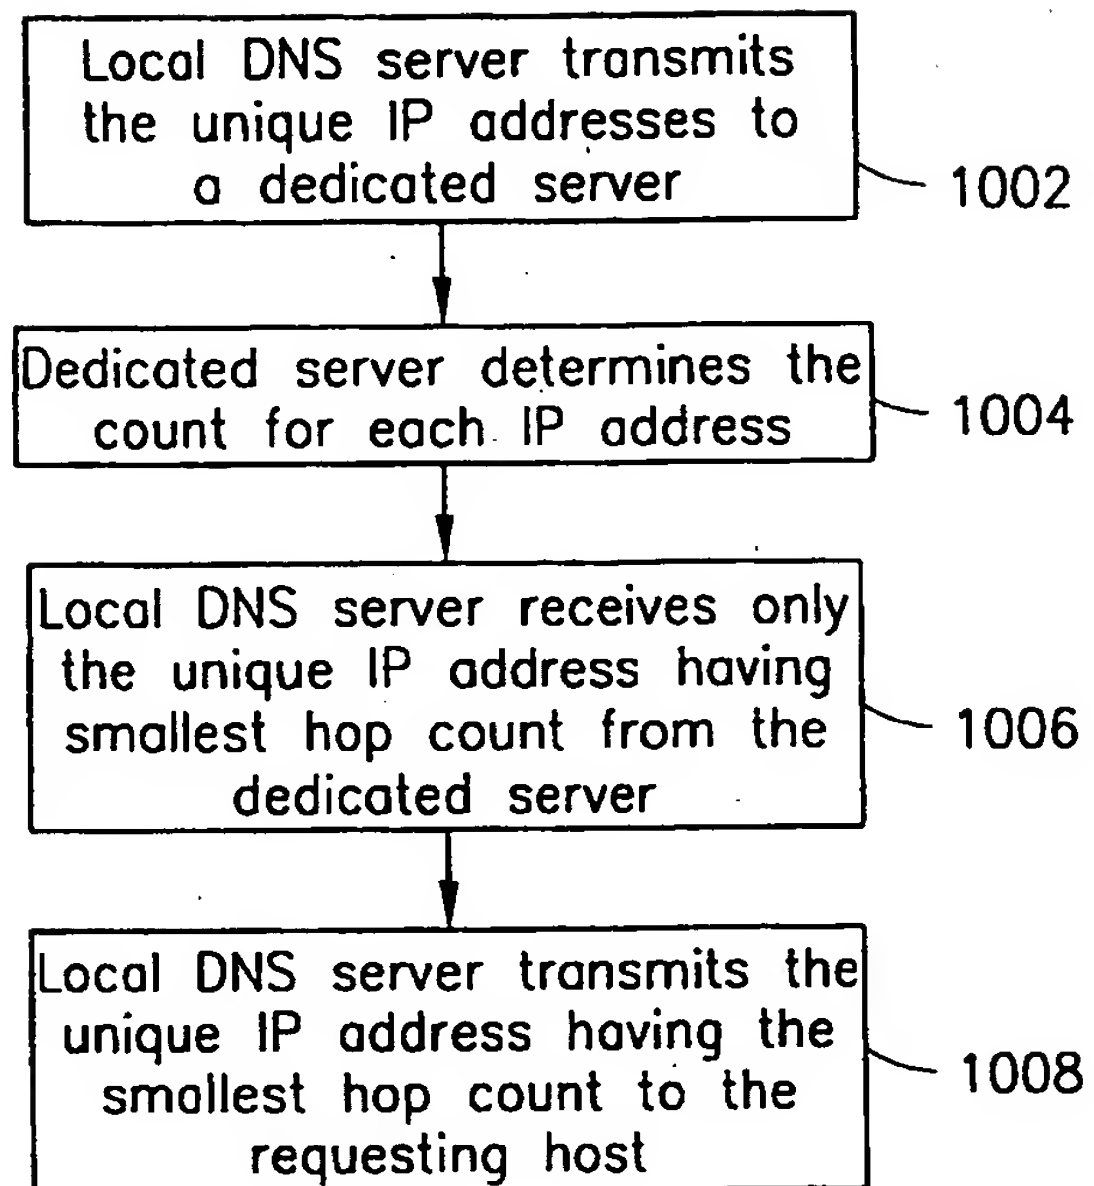 Local DNS server transmits
the unique IP addresses to
a dedicated server
1002
Dedicated server determines the
count for each IP address
1004
Local DNS server receives only
the unique IP address having
smallest hop count from the
dedicated server
1006
Local DNS server transmits the
unique IP address having the
smallest hop count to the
requesting host
1008